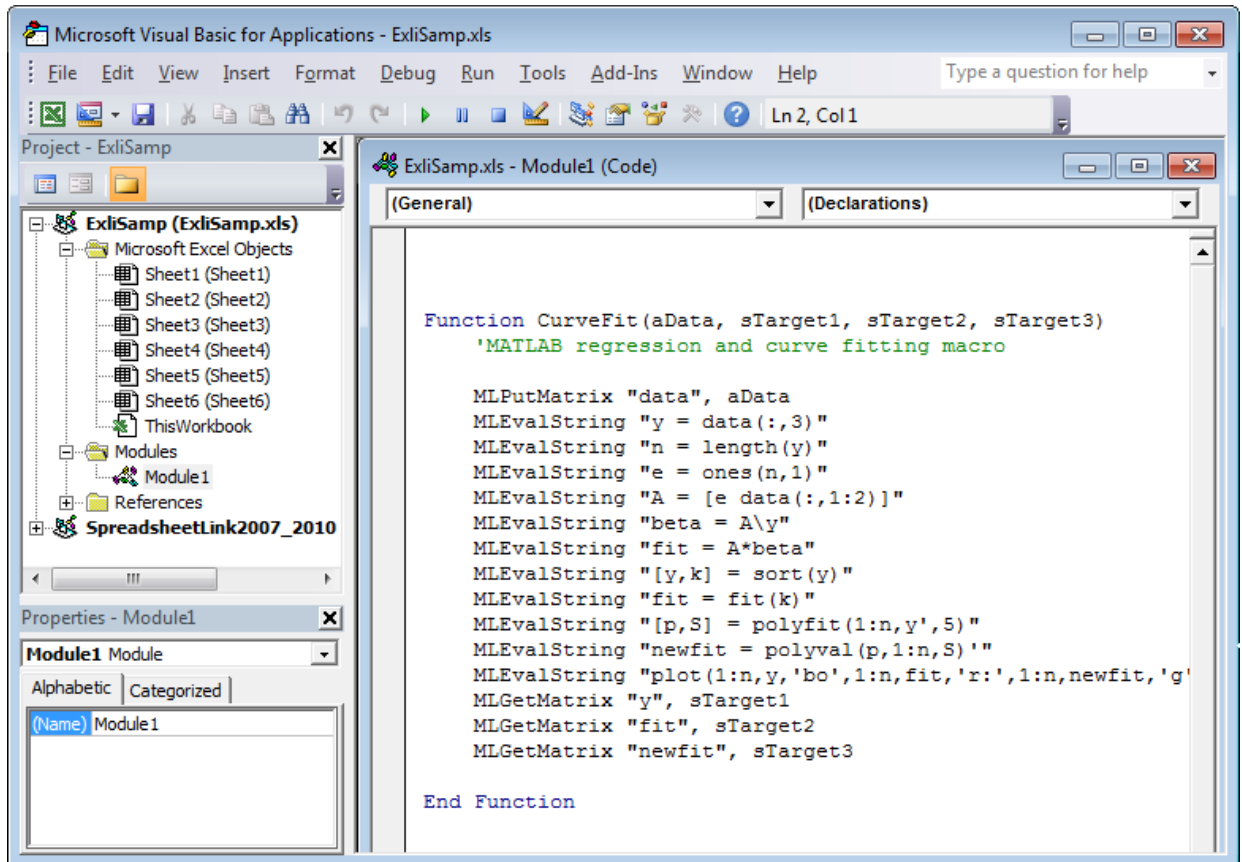 Microsoft Visual Basic for Applications - ExliSamp.xls
File Edit View Insert Format Debug Run Tools Add-Ins Window Help Type a question for help
Ln 2, Col 1
Project - ExliSamp
ExliSamp (ExliSamp.xls)
Microsoft Excel Objects
Sheet1 (Sheet1)
Sheet2 (Sheet2)
Sheet3 (Sheet3)
Sheet4 (Sheet4)
Sheet5 (Sheet5)
Sheet6 (Sheet6)
ThisWorkbook
Modules
Module1
References
SpreadsheetLink2007_2010
Properties - Module1
Module1 Module
Alphabetic Categorized
(Name) Module1
ExliSamp.xls - Module1 (Code)
(General) (Declarations)
Function CurveFit(aData, sTarget1, sTarget2, sTarget3)
'MATLAB regression and curve fitting macro
MLPutMatrix "data", aData
MLEvalString "y = data(:,3)"
MLEvalString "n = length(y)"
MLEvalString "e = ones(n,1)"
MLEvalString "A = [e data(:,1:2)]"
MLEvalString "beta = A\y"
MLEvalString "fit = A*beta"
MLEvalString "[y,k] = sort(y)"
MLEvalString "fit = fit(k)"
MLEvalString "[p,S] = polyfit(1:n,y',5)"
MLEvalString "newfit = polyval(p,1:n,S)'"
MLEvalString "plot(1:n,y,'bo',1:n,fit,'r:',1:n,newfit,'g'
MLGetMatrix "y", sTarget1
MLGetMatrix "fit", sTarget2
MLGetMatrix "newfit", sTarget3
End Function